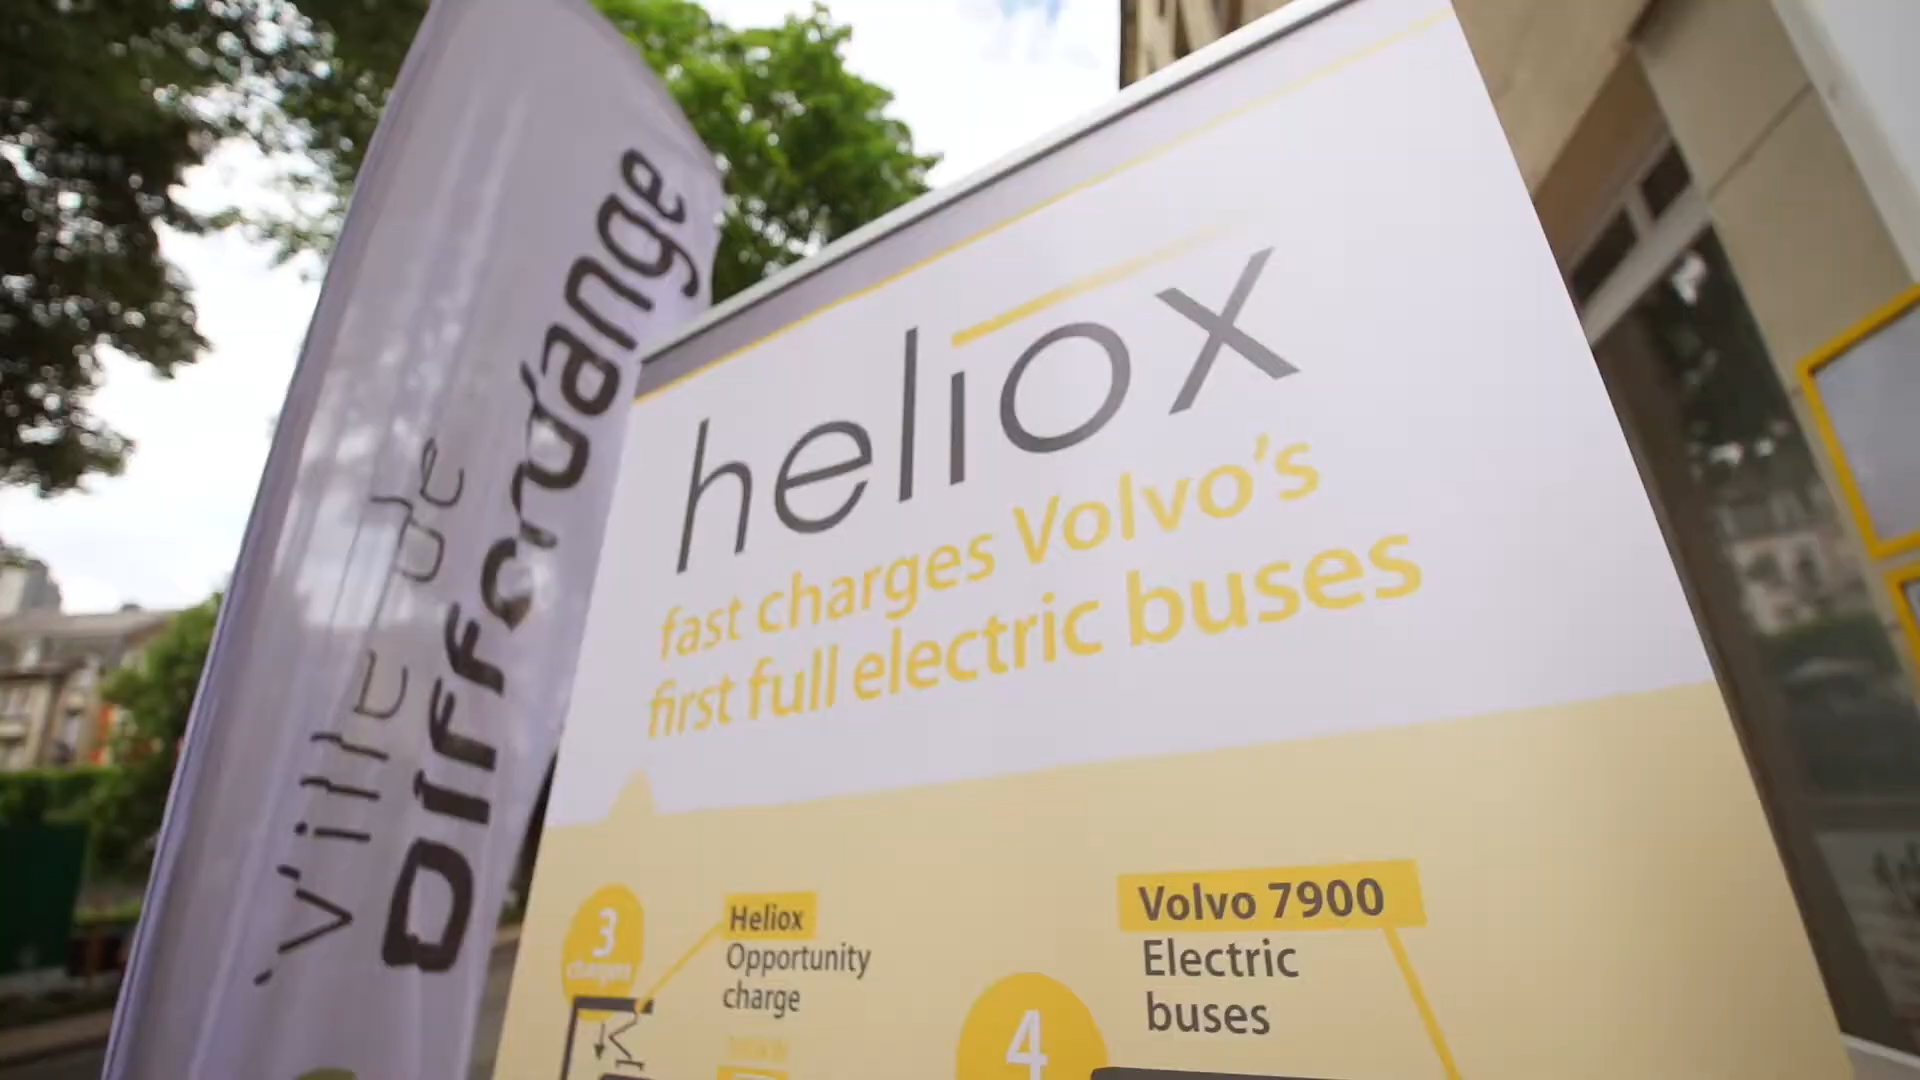 Ville de
Differdange
heliox
fast charges Volvo's
first full electric buses
3
chargers
Heliox
Opportunity
charge
4
Volvo 7900
Electric
buses